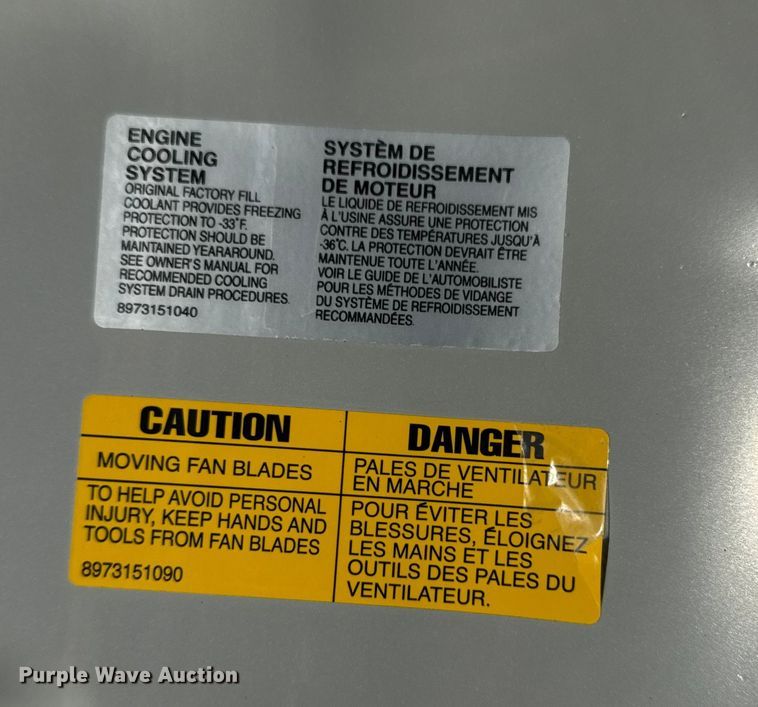 ENGINE
COOLING
SYSTEM
ORIGINAL FACTORY FILL
COOLANT PROVIDES FREEZING
PROTECTION TO -33°F.
PROTECTION SHOULD BE
MAINTAINED YEARAROUND.
SEE OWNER'S MANUAL FOR
RECOMMENDED COOLING
SYSTEM DRAIN PROCEDURES.
8973151040
SYSTÈM DE
REFROIDISSEMENT
DE MOTEUR
LE LIQUIDE DE REFROIDISSEMENT MIS
À L'USINE ASSURE UNE PROTECTION
CONTRE DES TEMPÉRATURES JUSQU'À
-36°C. LA PROTECTION DEVRAIT ÊTRE
MAINTENUE TOUTE L'ANNÉE.
VOIR LE GUIDE DE L'AUTOMOBILISTE
POUR LES MÉTHODES DE VIDANGE
DU SYSTÈME DE REFROIDISSEMENT
RECOMMANDÉES.
CAUTION
MOVING FAN BLADES
TO HELP AVOID PERSONAL
INJURY, KEEP HANDS AND
TOOLS FROM FAN BLADES
8973151090
DANGER
PALES DE VENTILATEUR
EN MARCHE
POUR ÉVITER LES
BLESSURES, ÉLOIGNEZ
LES MAINS ET LES
OUTILS DES PALES DU
VENTILATEUR.
Purple Wave Auction